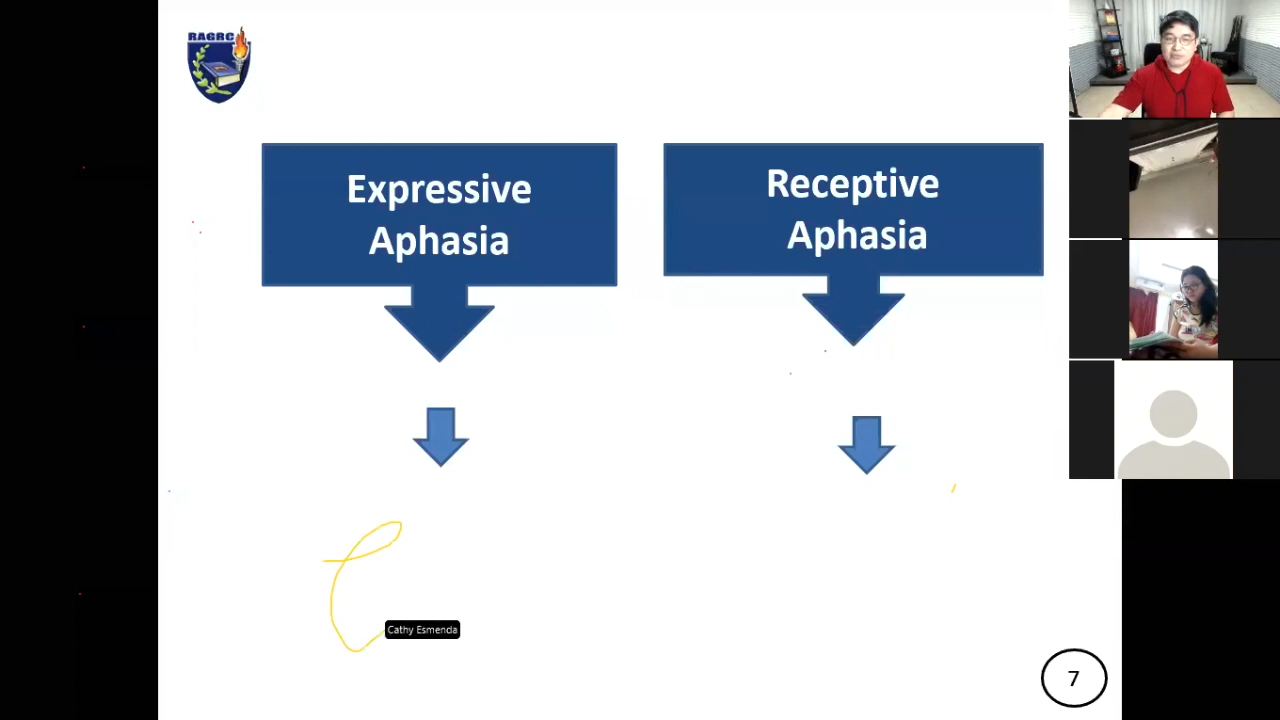 RAGRC
Expressive
Aphasia
Receptive
Aphasia
Cathy Esmenda
7